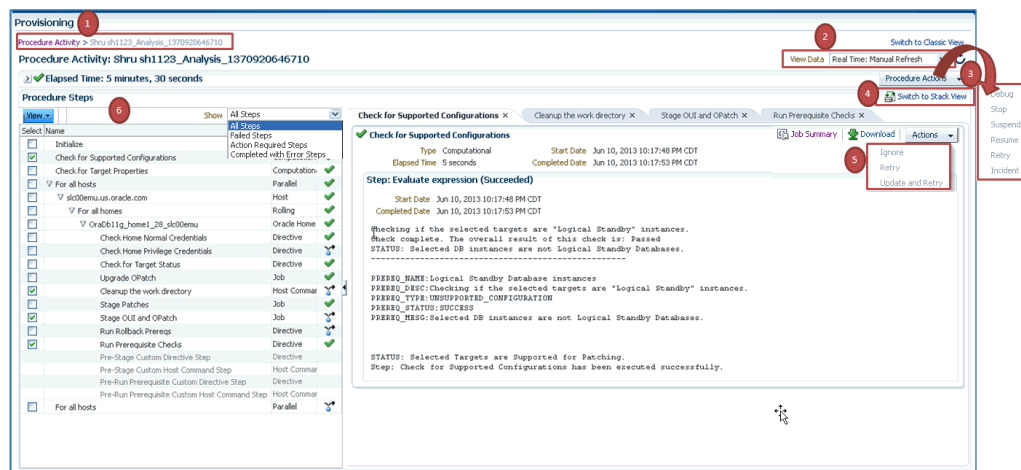 Provisioning
1
Procedure Activity > Shru sh1123_Analysis_1370920646710
Switch to Classic View
Procedure Activity: Shru sh1123_Analysis_1370920646710
2
View Data Real Time: Manual Refresh
Elapsed Time: 5 minutes, 30 seconds
Procedure Actions
3
Procedure Steps
4
Switch to Stack View
Debug
Stop
Suspend
Resume
Retry
Incident
View
6
Show All Steps
All Steps
Failed Steps
Action Required Steps
Completed with Error Steps
Select Name
Initialize
Check for Supported Configurations
Check for Target Properties Computation
For all hosts Parallel
slc00emu.us.oracle.com Host
For all homes Rolling
OraDb11g_home1_28_slc00emu Oracle Home
Check Home Normal Credentials Directive
Check Home Privilege Credentials Directive
Check for Target Status Directive
Upgrade OPatch Job
Cleanup the work directory Host Commar
Stage Patches Job
Stage OUI and OPatch Job
Run Rollback Prereqs Directive
Run Prerequisite Checks Directive
Pre-Stage Custom Directive Step Directive
Pre-Stage Custom Host Command Step Host Commar
Pre-Run Prerequisite Custom Directive Step Directive
Pre-Run Prerequisite Custom Host Command Step Host Commar
For all hosts Parallel
Check for Supported Configurations × Cleanup the work directory × Stage OUI and OPatch × Run Prerequisite Checks ×
Check for Supported Configurations
Job Summary Download Actions
5
Ignore
Retry
Update and Retry
Type Computational Start Date Jun 10, 2013 10:17:48 PM CDT
Elapsed Time 5 seconds Completed Date Jun 10, 2013 10:17:53 PM CDT
Step: Evaluate expression (Succeeded)
Start Date Jun 10, 2013 10:17:48 PM CDT
Completed Date Jun 10, 2013 10:17:53 PM CDT
Checking if the selected targets are "Logical Standby" instances.
Check complete. The overall result of this check is: Passed
STATUS: Selected DB instances are not Logical Standby Databases.
------------------------------------------------------
PREREQ_NAME:Logical Standby Database instances
PREREQ_DESC:Checking if the selected targets are "Logical Standby" instances.
PREREQ_TYPE:UNSUPPORTED_CONFIGURATION
PREREQ_STATUS:SUCCESS
PREREQ_MESG:Selected DB instances are not Logical Standby Databases.
STATUS: Selected Targets are Supported for Patching.
Step: Check for Supported Configurations has been executed successfully.